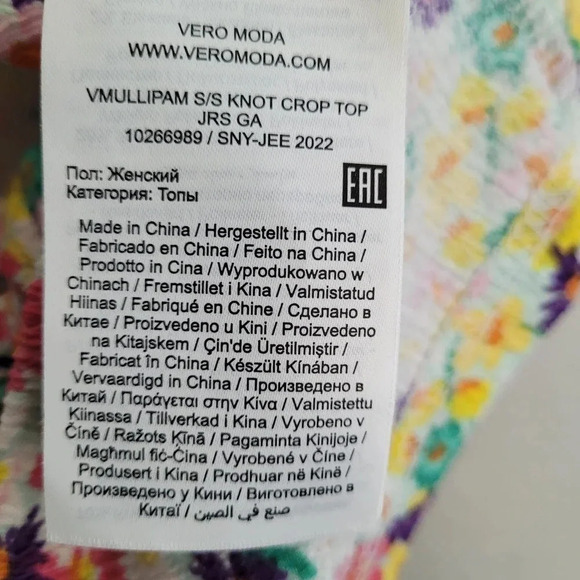 VERO MODA
WWW.VEROMODA.COM
VMULLIPAM S/S KNOT CROP TOP
JRS GA
10266989 / SNY-JEE 2022
Пол: Женский
Категория: Топы
EAC
Made in China / Hergestellt in China /
Fabricado en China / Feito na China /
Prodotto in Cina / Wyprodukowano w
Chinach / Fremstillet i Kina / Valmistatud
Hiinas / Fabriqué en Chine / Сделано в
Китае / Proizvedeno u Kini / Proizvedeno
na Kitajskem / Çin'de Üretilmiştir /
Fabricat în China / Készült Kínában /
Vervaardigd in China / Произведено в
Китай / Παράγεται στην Κίνα / Valmistettu
Kiinassa / Tillverkad i Kina / Vyrobeno v
Číně / Ražots Ķīnā / Pagaminta Kinijoje /
Magħmul fiċ-Ċina / Vyrobené v Číne /
Produsert i Kina / Prodhuar në Kinë /
Произведено у Кини / Виготовлено в
Китаї / صنع في الصين